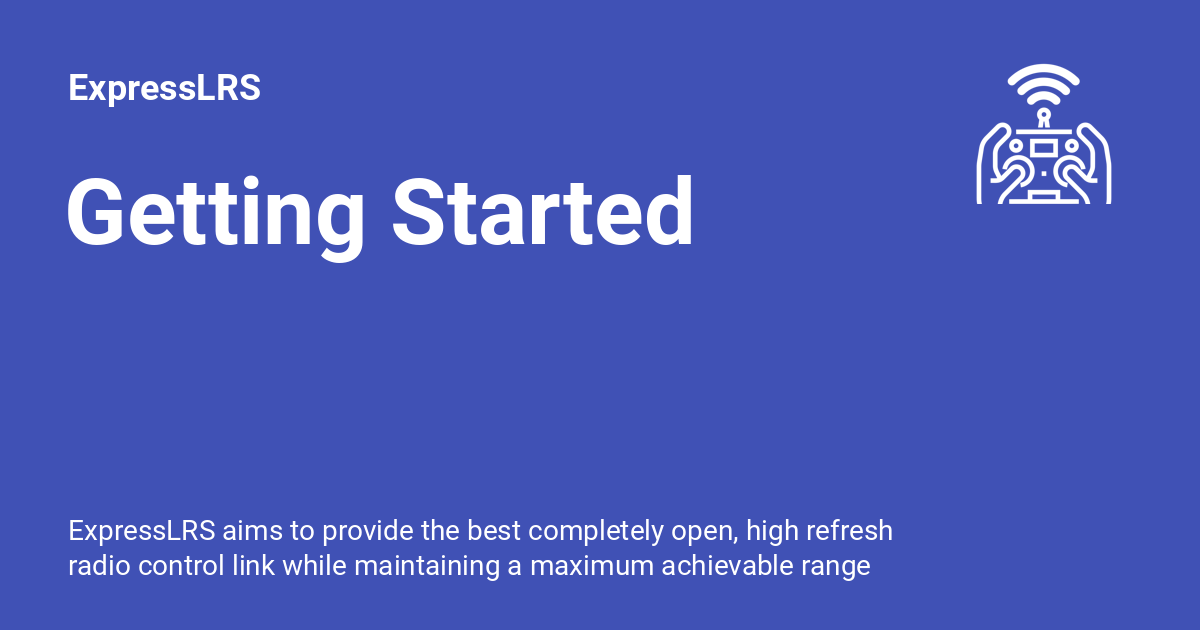 ExpressLRS
Getting Started
ExpressLRS aims to provide the best completely open, high refresh
radio control link while maintaining a maximum achievable range